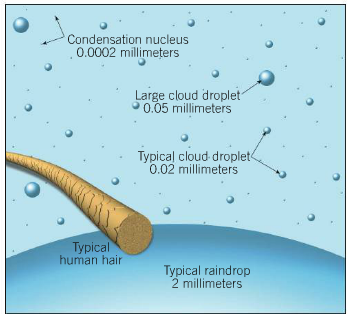 Condensation nucleus
0.0002 millimeters
Large cloud droplet
0.05 millimeters
Typical cloud droplet
0.02 millimeters
Typical
human hair
Typical raindrop
2 millimeters